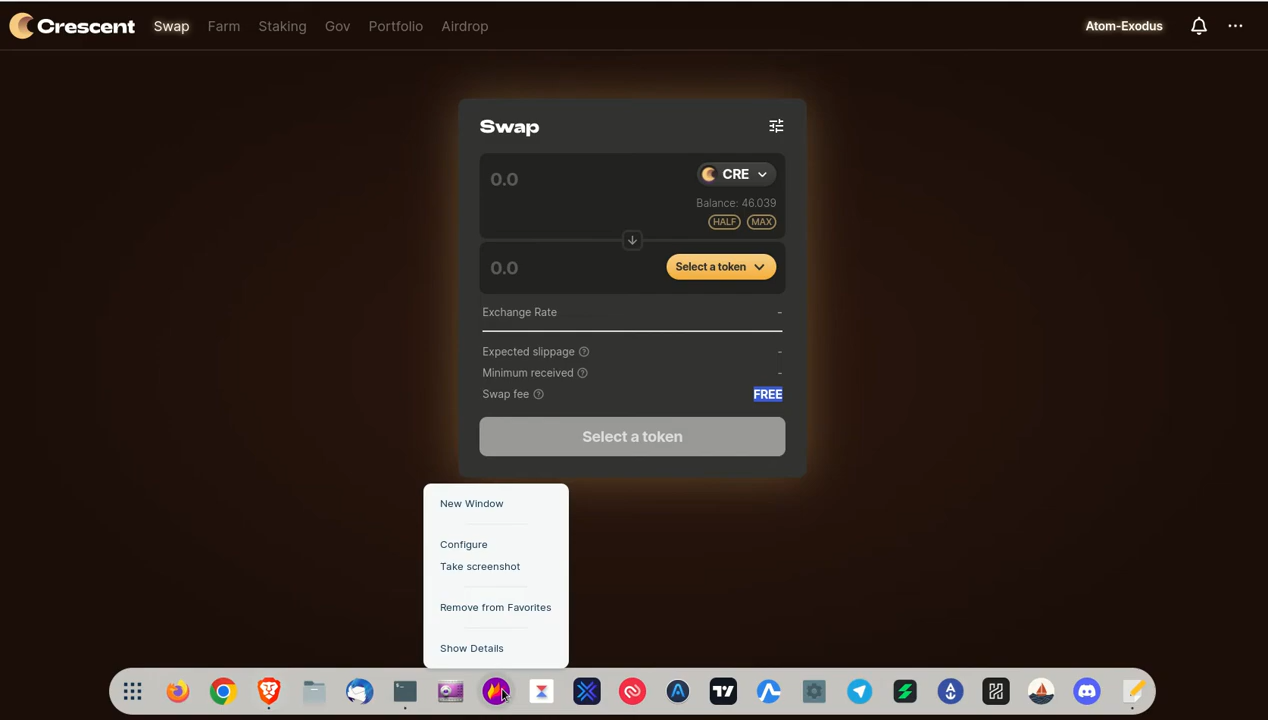 Crescent Swap Farm Staking Gov Portfolio Airdrop Atom-Exodus
Swap
0.0 CRE
Balance: 46.039
HALF MAX
0.0 Select a token
Exchange Rate -
Expected slippage -
Minimum received -
Swap fee FREE
Select a token
New Window
Configure
Take screenshot
Remove from Favorites
Show Details